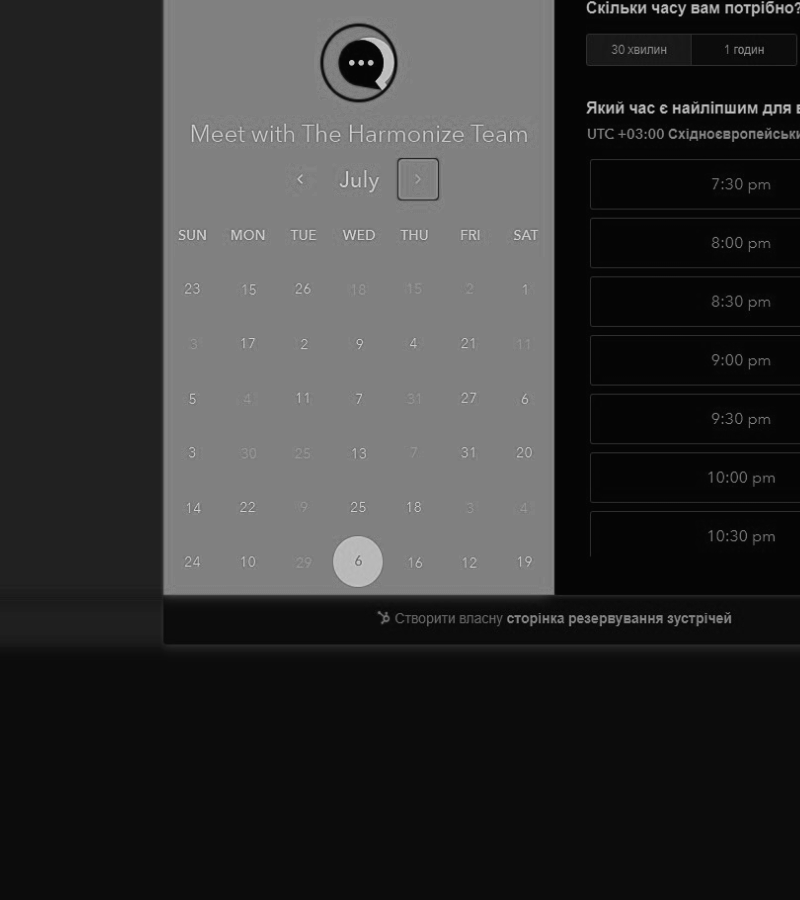 Meet with The Harmonize Team
July
SUN MON TUE WED THU FRI SAT
23 15 26 18 15 2 1
3 17 2 9 4 21 11
5 4 11 7 31 27 6
3 30 25 13 7 31 20
14 22 9 25 18 3 4
24 10 29 6 16 12 19
Скільки часу вам потрібно?
30 хвилин 1 годин
Який час є найліпшим для
UTC +03:00
7:30 pm
8:00 pm
8:30 pm
9:00 pm
9:30 pm
10:00 pm
10:30 pm
Створити власну сторінка резервування зустрічей